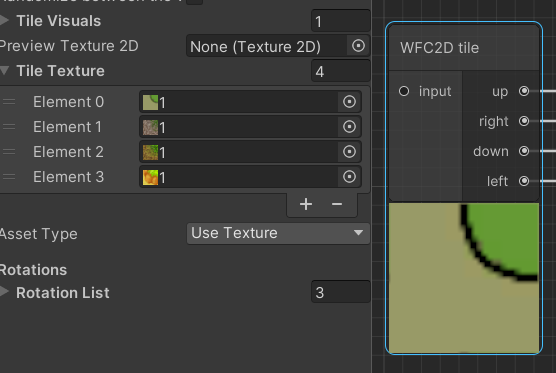 Tile Visuals 1
Preview Texture 2D None (Texture 2D)
Tile Texture 4
Element 0 1
Element 1 1
Element 2 1
Element 3 1
+ −
Asset Type Use Texture
Rotations
Rotation List 3
WFC2D tile
input up
right
down
left